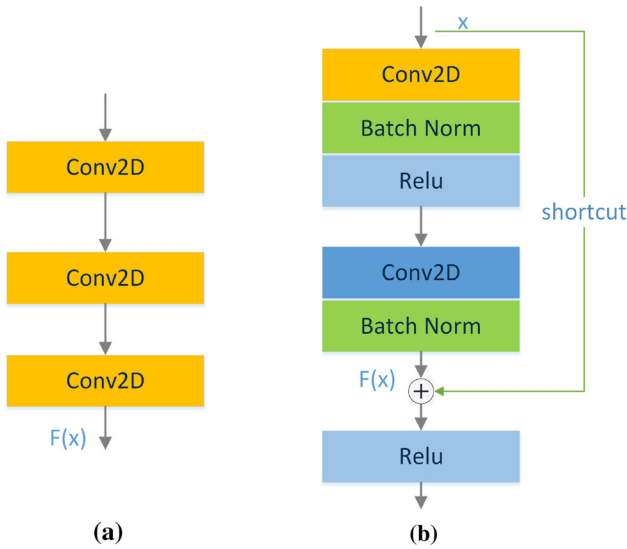 Conv2D
Conv2D
Conv2D
F(x)
(a)
x
Conv2D
Batch Norm
Relu
shortcut
Conv2D
Batch Norm
F(x)
+
Relu
(b)